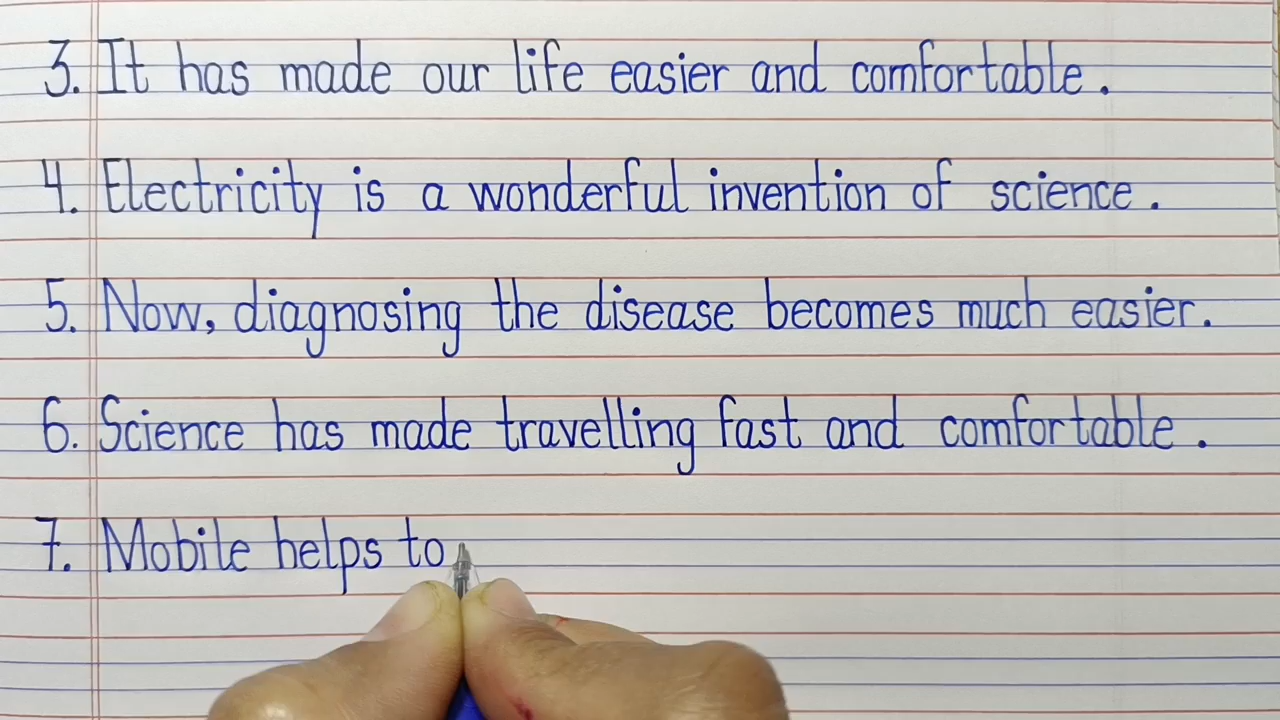 3. It has made our life easier and comfortable.
4. Electricity is a wonderful invention of science.
5. Now, diagnosing the disease becomes much easier.
6. Science has made travelling fast and comfortable.
7. Mobile helps to